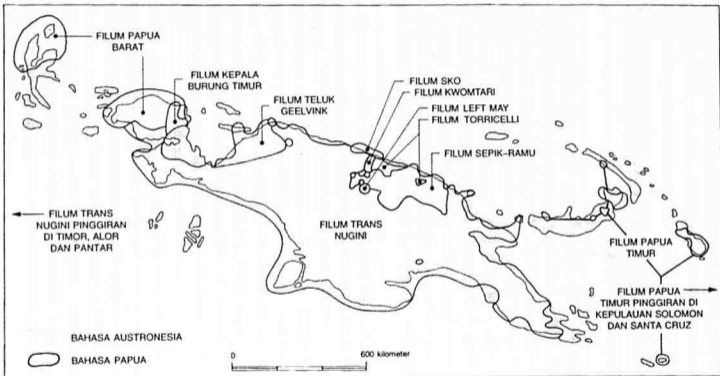 FILUM PAPUA
BARAT
FILUM KEPALA
BURUNG TIMUR
FILUM TELUK
GEELVINK
FILUM SKO
FILUM KWOMTARI
FILUM LEFT MAY
FILUM TORRICELLI
FILUM SEPIK-RAMU
FILUM TRANS
NUGINI PINGGIRAN
DI TIMOR, ALOR
DAN PANTAR
FILUM TRANS
NUGINI
FILUM PAPUA
TIMUR
FILUM PAPUA
TIMUR PINGGIRAN DI
KEPULAUAN SOLOMON
DAN SANTA CRUZ
BAHASA AUSTRONESIA
BAHASA PAPUA
0 600 kilometer